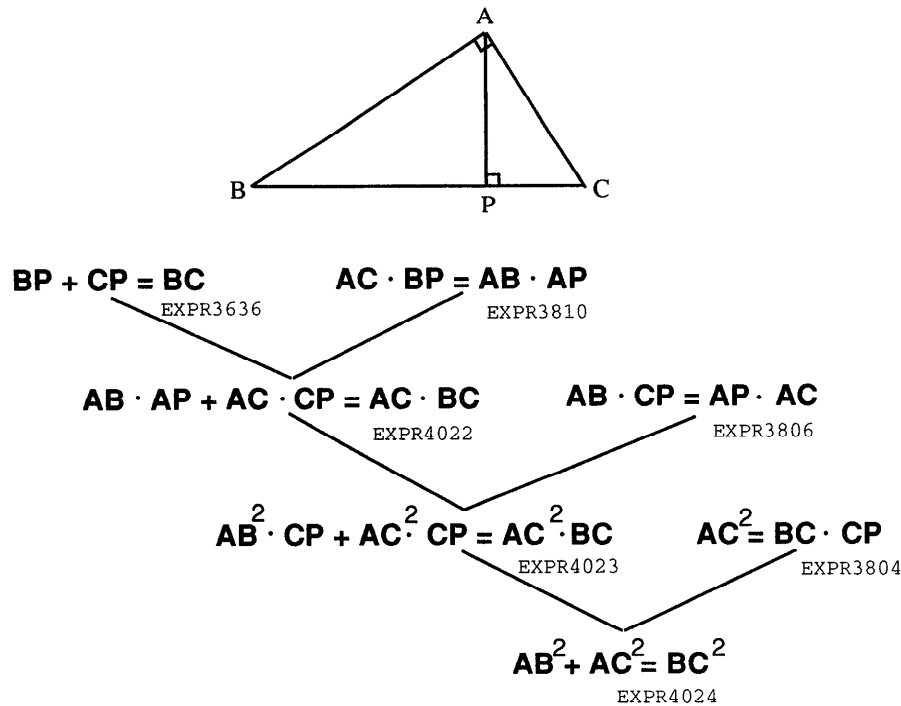 A
B
P
C
BP + CP = BC
AC · BP = AB · AP
EXPR3636
EXPR3810
AB · AP + AC · CP = AC · BC
AB · CP = AP · AC
EXPR4022
EXPR3806
AB² · CP + AC² · CP = AC² · BC
AC² = BC · CP
EXPR4023
EXPR3804
AB² + AC² = BC²
EXPR4024